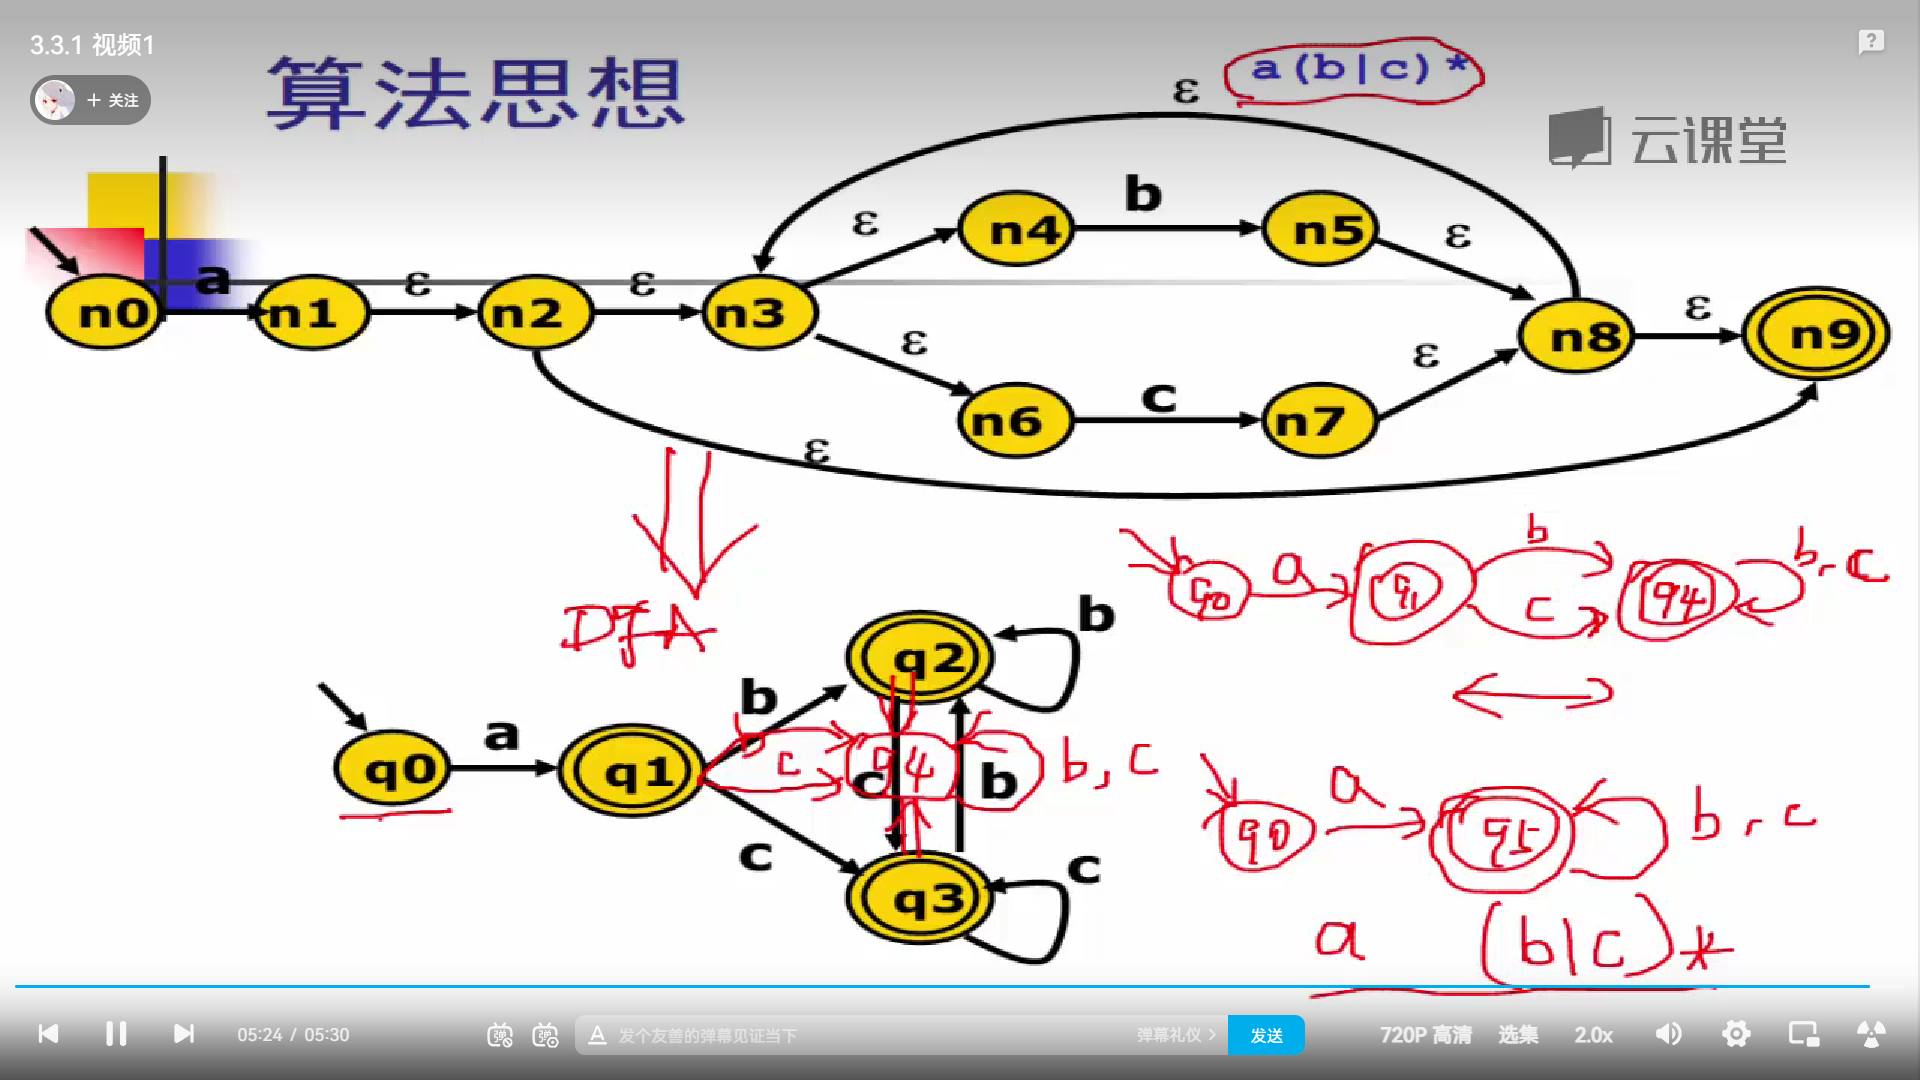 3.3.1 视频1
关注
算法思想
a(b|c)*
云课堂
ε
ε b ε
n4 n5
a ε ε ε
n0 n1 n2 n3 n8 n9
ε c ε
n6 n7
ε
DFA
q0 a q1 b c q4 b, c
b b
q2
q0 a q1 c c b
q4 b, c
c c
q3
q0 a q5 b, c
a (b|c)*
05:24 / 05:30
弹 弹
A 发个友善的弹幕见证当下
弹幕礼仪 >
发送
720P 高清
选集
2.0x